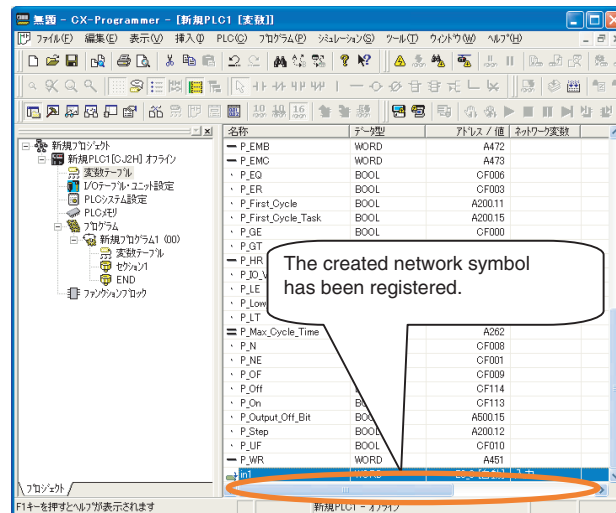 無題 - CX-Programmer - [新規PLC1 [変数]]
ファイル(F) 編集(E) 表示(V) 挿入(I) PLC(C) プログラム(P) シミュレーション(S) ツール(T) ウィンドウ(W) ヘルプ(H)
10 16
名称 データ型 アドレス / 値 ネットワーク変数
新規プロジェクト
新規PLC1[CJ2H] オフライン
変数テーブル
I/Oテーブル・ユニット設定
PLCシステム設定
PLCメモリ
プログラム
新規プログラム1 (00)
変数テーブル
セクション1
END
ファンクションブロック
プロジェクト
P_EMB WORD A472
P_EMC WORD A473
P_EQ BOOL CF006
P_ER BOOL CF003
P_First_Cycle BOOL A200.11
P_First_Cycle_Task BOOL A200.15
P_GE BOOL CF000
P_GT
P_HR
P_IO_V
P_LE
P_Low
P_LT
The created network symbol
has been registered.
P_Max_Cycle_Time A262
P_N CF008
P_NE CF001
P_OF CF009
P_Off CF114
P_On CF113
P_Output_Off_Bit BOOL A500.15
P_Step BOOL A200.12
P_UF BOOL CF010
P_WR WORD A451
in1 WORD 入力
F1キーを押すとヘルプが表示されます 新規PLC1 - オフライン